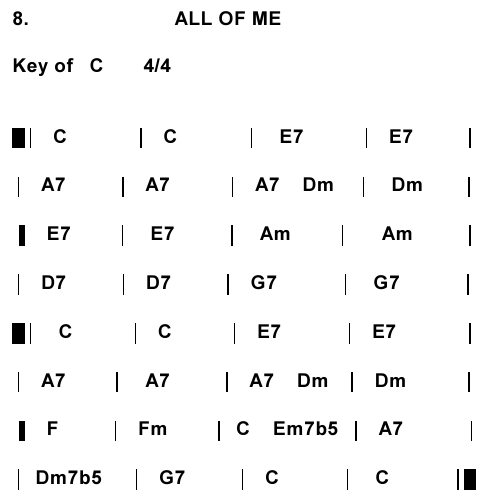 8. ALL OF ME
Key of C 4/4
| C | C | E7 | E7 |
| A7 | A7 | A7 Dm | Dm |
| E7 | E7 | Am | Am |
| D7 | D7 | G7 | G7 |
| C | C | E7 | E7 |
| A7 | A7 | A7 Dm | Dm |
| F | Fm | C Em7b5 | A7 |
| Dm7b5 | G7 | C | C |